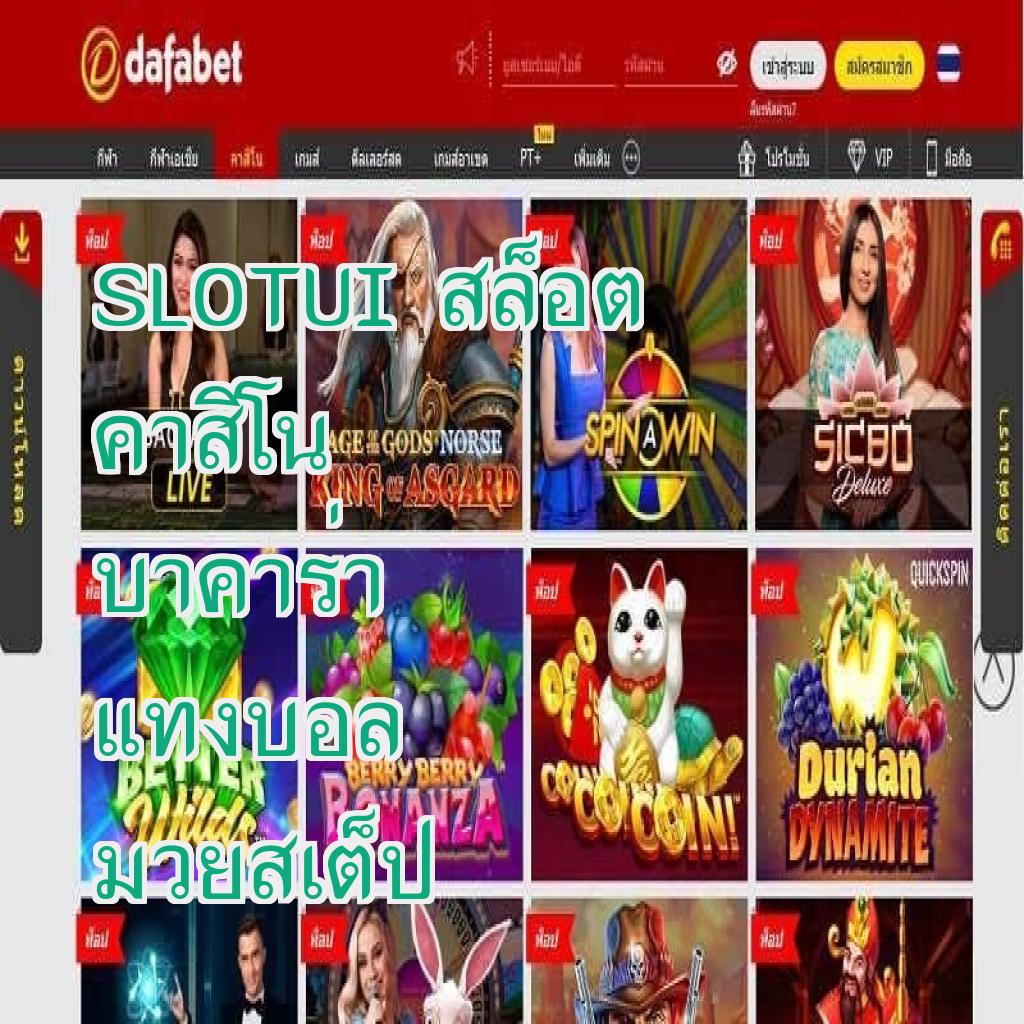 dafabet
ยูสเซอร์เนม/ไอดี รหัสผ่าน เข้าสู่ระบบ สมัครสมาชิก
ลืมรหัสผ่าน?
กีฬา กีฬาเอเชีย คาสิโน เกมส์ คีลเลอร์สด เกมส์อาเขต PT+ ใหม่ เพิ่มเติม โปรโมชั่น VIP มือถือ
ท็อป ท็อป ท็อป ท็อป
SLOTUI สล็อต
คาสิโน
บาคาร่า
แทงบอล
มวยสเต็ป
LIVE
AGE OF THE GODS NORSE
KING OF ASGARD
SPIN A WIN
SICBO
Deluxe
ดาวน์โหลด
ท็อป ท็อป ท็อป ท็อป
QUICKSPIN
BETTER
Wilds
BERRY BERRY
BONANZA
COIN! COIN! COIN!
Durian
DYNAMITE
ท็อป ท็อป ท็อป ท็อป